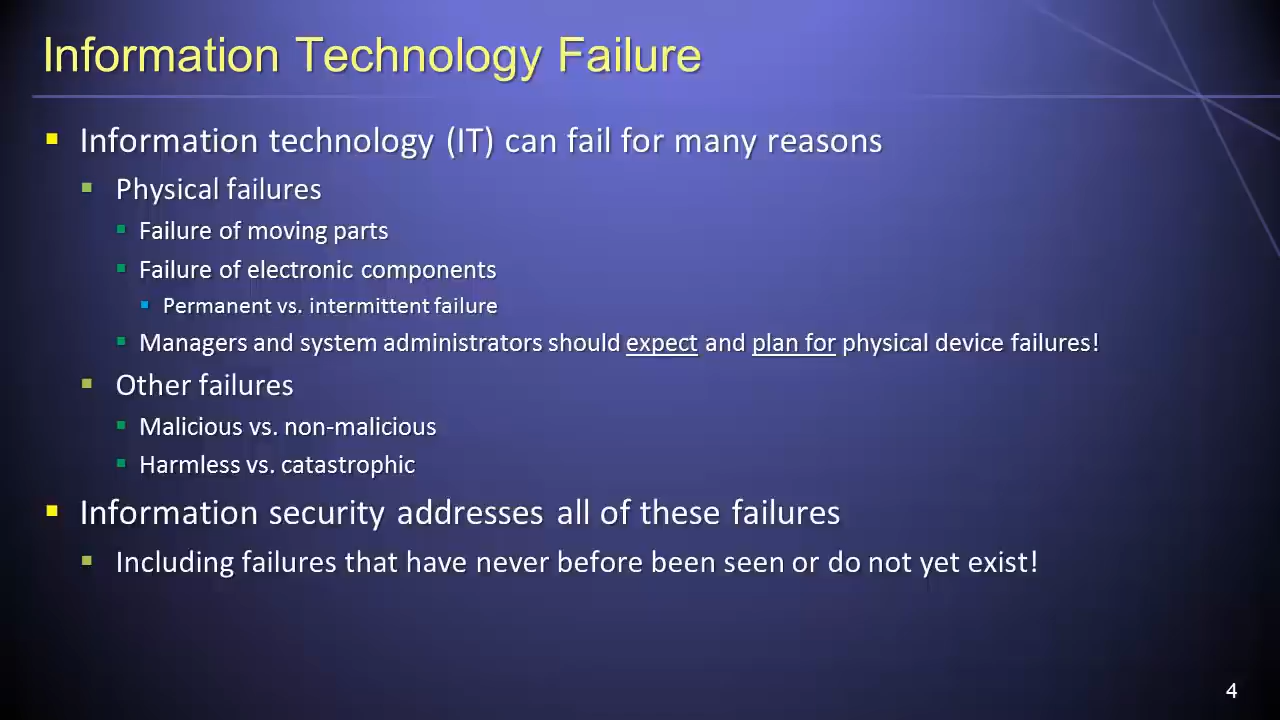 Information Technology Failure
Information technology (IT) can fail for many reasons
Physical failures
Failure of moving parts
Failure of electronic components
Permanent vs. intermittent failure
Managers and system administrators should expect and plan for physical device failures!
Other failures
Malicious vs. non-malicious
Harmless vs. catastrophic
Information security addresses all of these failures
Including failures that have never before been seen or do not yet exist!
4